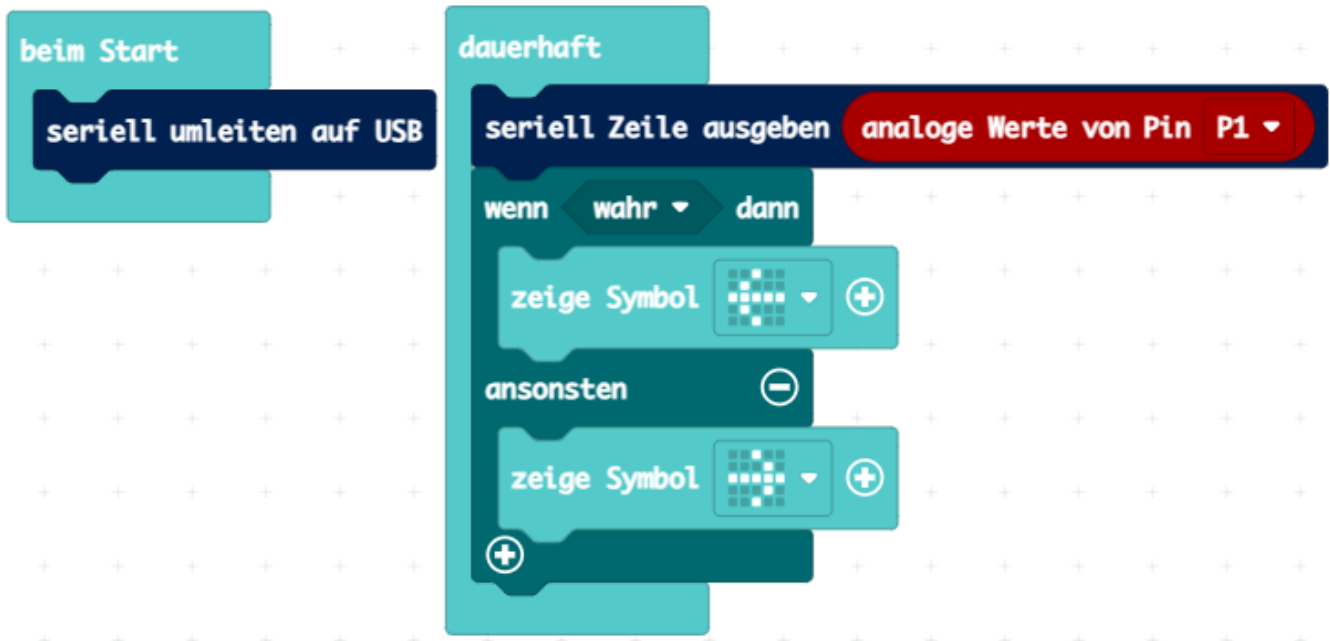 beim Start
seriell umleiten auf USB
dauerhaft
seriell Zeile ausgeben analoge Werte von Pin P1
wenn wahr dann
zeige Symbol
ansonsten
zeige Symbol